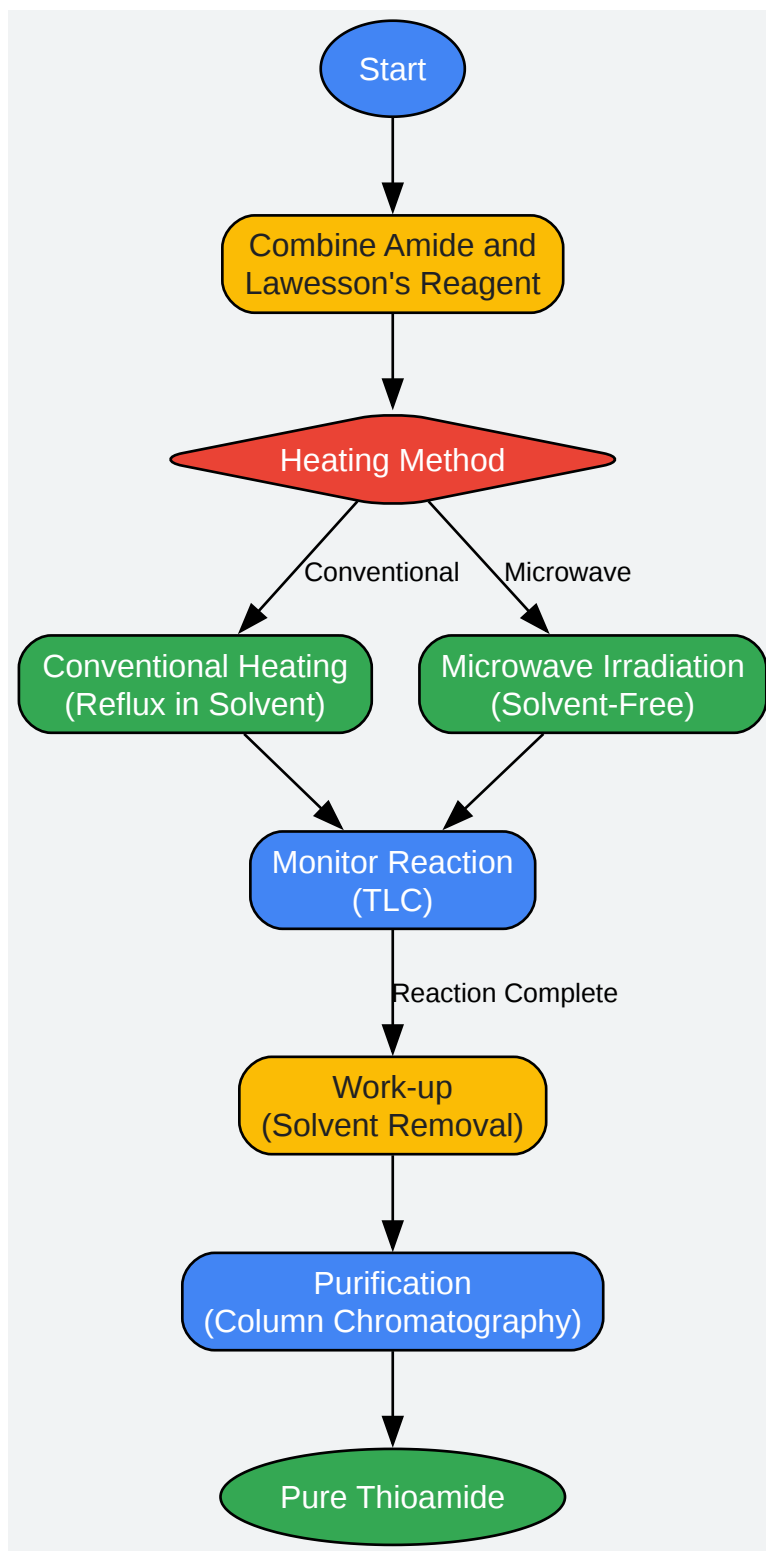 Start
Combine Amide and
Lawesson's Reagent
Heating Method
Conventional
Microwave
Conventional Heating
(Reflux in Solvent)
Microwave Irradiation
(Solvent-Free)
Monitor Reaction
(TLC)
Reaction Complete
Work-up
(Solvent Removal)
Purification
(Column Chromatography)
Pure Thioamide